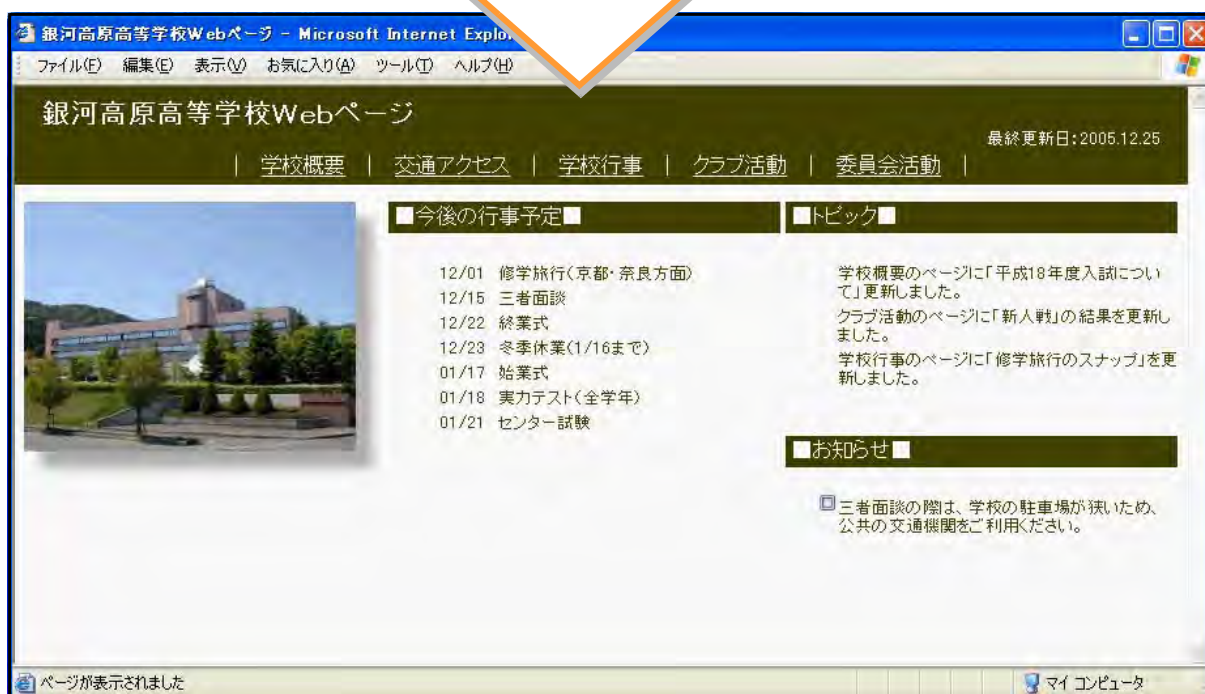 銀河高原高等学校Webページ - Microsoft Internet Explo
ファイル(F) 編集(E) 表示(V) お気に入り(A) ツール(T) ヘルプ(H)
銀河高原高等学校Webページ
最終更新日:2005.12.25
| 学校概要 | 交通アクセス | 学校行事 | クラブ活動 | 委員会活動 |
■今後の行事予定■
12/01 修学旅行(京都・奈良方面)
12/15 三者面談
12/22 終業式
12/23 冬季休業(1/16まで)
01/17 始業式
01/18 実力テスト(全学年)
01/21 センター試験
■トピック■
学校概要のページに「平成18年度入試につい
て」更新しました。
クラブ活動のページに「新人戦」の結果を更新し
ました。
学校行事のページに「修学旅行のスナップ」を更
新しました。
■お知らせ■
三者面談の際は、学校の駐車場が狭いため、
公共の交通機関をご利用ください。
ページが表示されました
マイ コンピュータ